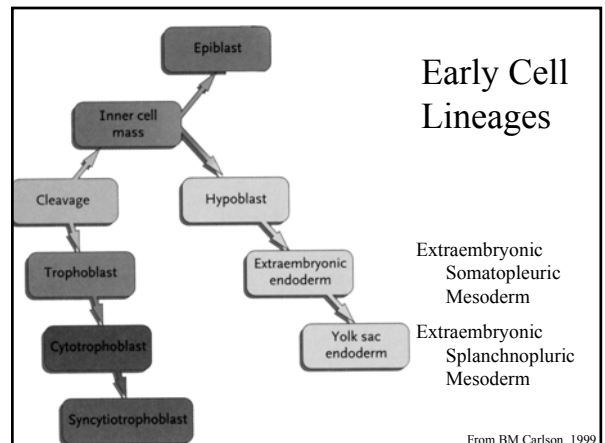 Early Cell
Lineages
Epiblast
Inner cell
mass
Cleavage
Hypoblast
Trophoblast
Extraembryonic
endoderm
Cytotrophoblast
Yolk sac
endoderm
Syncytiotrophoblast
Extraembryonic
Somatopleuric
Mesoderm
Extraembryonic
Splanchnopluric
Mesoderm
From BM Carlson, 1999